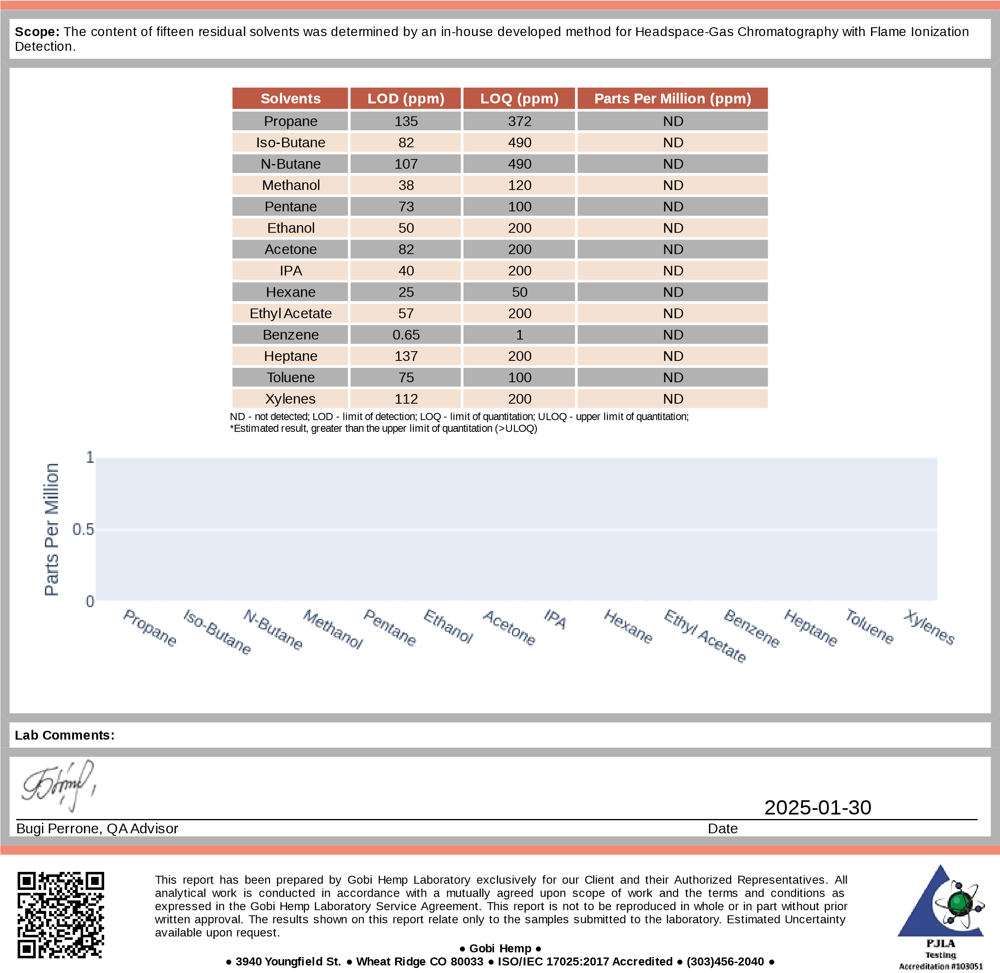 Scope: The content of fifteen residual solvents was determined by an in-house developed method for Headspace-Gas Chromatography with Flame Ionization
Detection.
Solvents LOD (ppm) LOQ (ppm) Parts Per Million (ppm)
Propane 135 372 ND
Iso-Butane 82 490 ND
N-Butane 107 490 ND
Methanol 38 120 ND
Pentane 73 100 ND
Ethanol 50 200 ND
Acetone 82 200 ND
IPA 40 200 ND
Hexane 25 50 ND
Ethyl Acetate 57 200 ND
Benzene 0.65 1 ND
Heptane 137 200 ND
Toluene 75 100 ND
Xylenes 112 200 ND
ND - not detected; LOD - limit of detection; LOQ - limit of quantitation; ULOQ - upper limit of quantitation;
*Estimated result, greater than the upper limit of quantitation (>ULOQ)
Parts Per Million
1
0.5
0
Propane Iso-Butane N-Butane Methanol Pentane Ethanol Acetone IPA Hexane Ethyl Acetate Benzene Heptane Toluene Xylenes
Lab Comments:
2025-01-30
Bugi Perrone, QA Advisor Date
This report has been prepared by Gobi Hemp Laboratory exclusively for our Client and their Authorized Representatives. All
analytical work is conducted in accordance with a mutually agreed upon scope of work and the terms and conditions as
expressed in the Gobi Hemp Laboratory Service Agreement. This report is not to be reproduced in whole or in part without prior
written approval. The results shown on this report relate only to the samples submitted to the laboratory. Estimated Uncertainty
available upon request.
● Gobi Hemp ●
● 3940 Youngfield St. ● Wheat Ridge CO 80033 ● ISO/IEC 17025:2017 Accredited ● (303)456-2040 ●
PJLA
Testing
Accreditation #103051